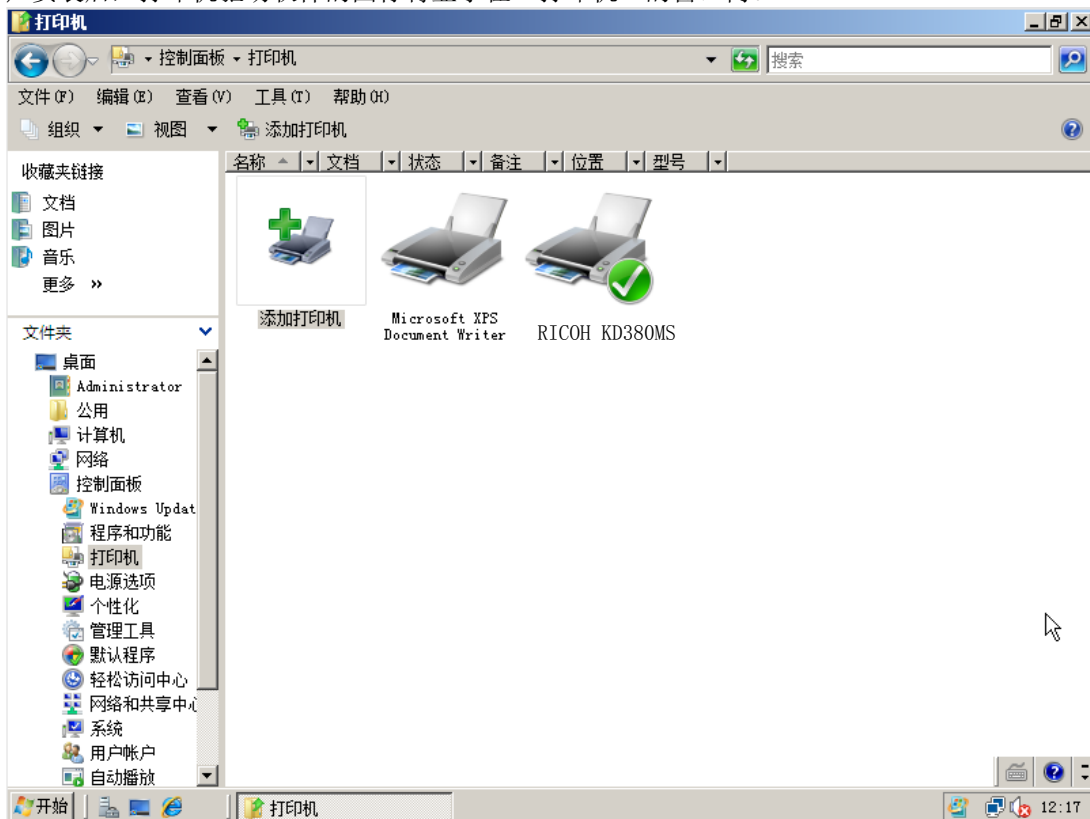 打印机
控制面板 ▾ 打印机
搜索
文件(F) 编辑(E) 查看(V) 工具(T) 帮助(H)
组织 视图 添加打印机
收藏夹链接
名称 文档 状态 备注 位置 型号
文档
图片
音乐
更多 »
添加打印机
Microsoft XPS
Document Writer
RICOH KD380MS
文件夹
桌面
Administrator
公用
计算机
网络
控制面板
Windows Updat
程序和功能
打印机
电源选项
个性化
管理工具
默认程序
轻松访问中心
网络和共享中心
系统
用户帐户
自动播放
开始 打印机 12:17